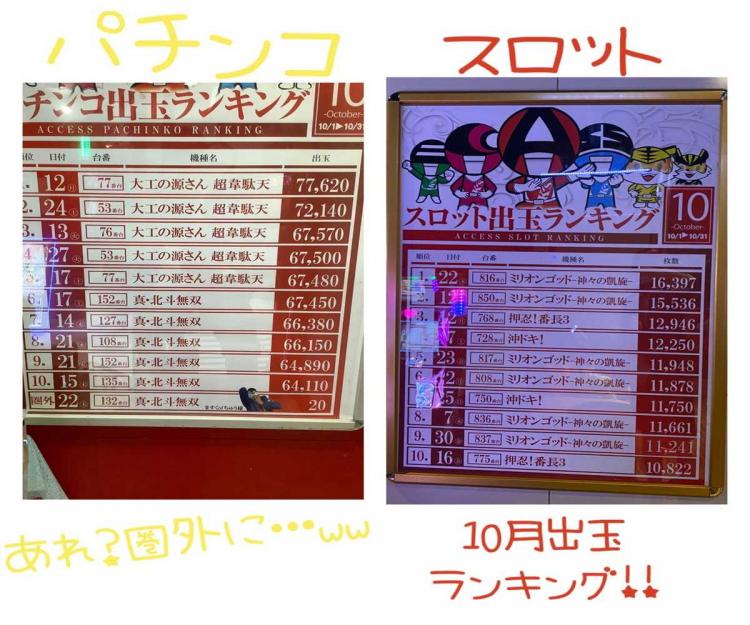 パチンコ
スロット
チンコ出玉ランキング
10
-October-
10/1▶10/31
ACCESS PACHINKO RANKING
順位 日付 台番 機種名 出玉
1. 12 77番台 大工の源さん 超韋駄天 77,620
2. 24 53番台 大工の源さん 超韋駄天 72,140
3. 13 76番台 大工の源さん 超韋駄天 67,570
4. 27 53番台 大工の源さん 超韋駄天 67,500
5. 17 77番台 大工の源さん 超韋駄天 67,480
6. 17 152番台 真・北斗無双 67,450
7. 14 127番台 真・北斗無双 66,380
8. 21 108番台 真・北斗無双 66,150
9. 21 152番台 真・北斗無双 64,890
10. 15 135番台 真・北斗無双 64,110
圏外 22 132番台 真・北斗無双 20
A
スロット出玉ランキング
10
-October-
10/1▶10/31
ACCESS SLOT RANKING
順位 日付 台番 機種名 枚数
1. 22 816番台 ミリオンゴッド-神々の凱旋- 16,397
2. 850番台 ミリオンゴッド-神々の凱旋- 15,536
3. 768番台 押忍!番長3 12,946
728番台 沖ドキ! 12,250
5. 23 817番台 ミリオンゴッド-神々の凱旋- 11,948
808番台 ミリオンゴッド-神々の凱旋- 11,878
750番台 沖ドキ! 11,750
8. 7 836番台 ミリオンゴッド-神々の凱旋- 11,661
9. 30 837番台 ミリオンゴッド-神々の凱旋- 11,241
10. 16 775番台 押忍!番長3 10,822
あれ?圏外に…ww
10月出玉
ランキング!!